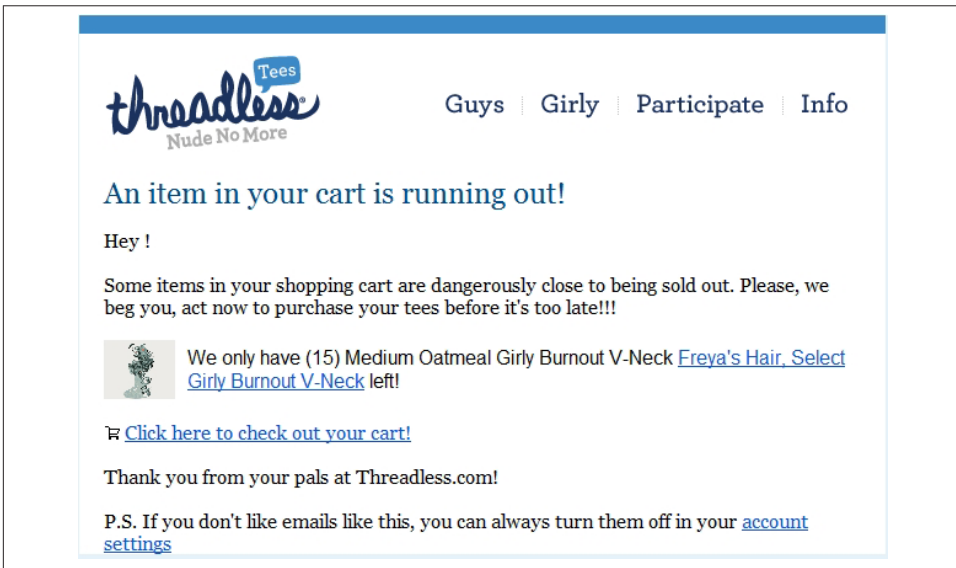 Tees
threadless
Nude No More
Guys Girly Participate Info
An item in your cart is running out!
Hey !
Some items in your shopping cart are dangerously close to being sold out. Please, we
beg you, act now to purchase your tees before it's too late!!!
We only have (15) Medium Oatmeal Girly Burnout V-Neck Freya's Hair, Select
Girly Burnout V-Neck left!
Click here to check out your cart!
Thank you from your pals at Threadless.com!
P.S. If you don't like emails like this, you can always turn them off in your account
settings